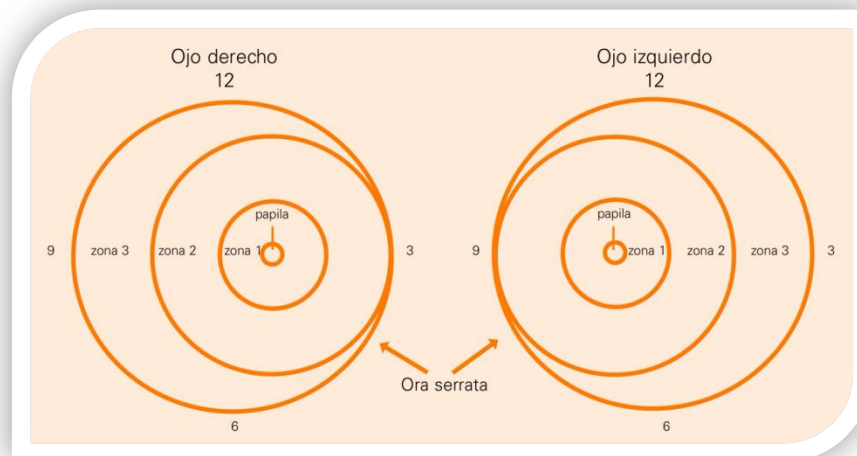 Ojo derecho
12
papila
9
zona 3
zona 2
zona 1
3
6
Ojo izquierdo
12
papila
9
zona 1
zona 2
zona 3
3
6
Ora serrata